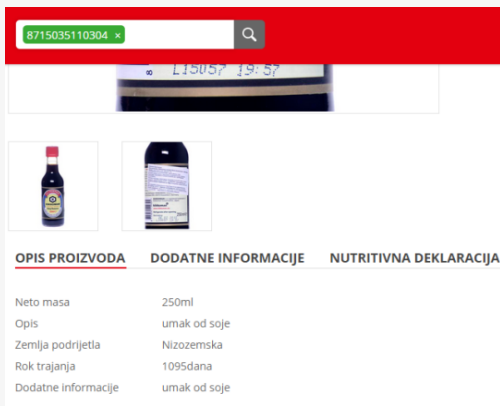 8715035110304 ×
8 L15057 19:57
OPIS PROIZVODA DODATNE INFORMACIJE NUTRITIVNA DEKLARACIJA
Neto masa 250ml
Opis umak od soje
Zemlja podrijetla Nizozemska
Rok trajanja 1095dana
Dodatne informacije umak od soje